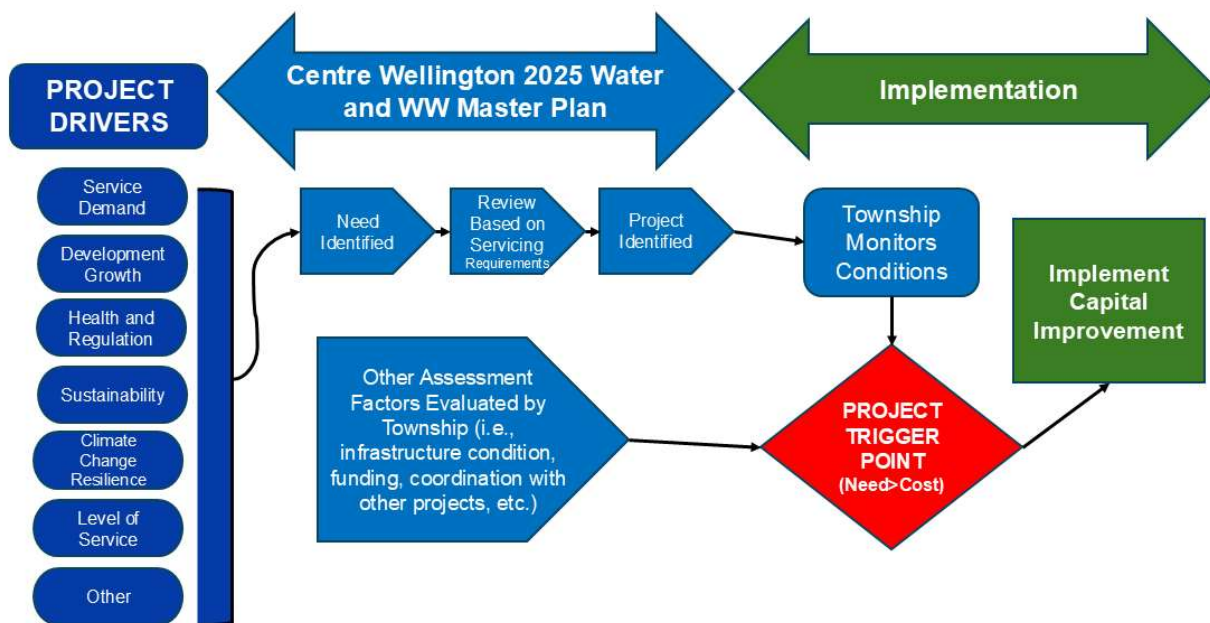 PROJECT
DRIVERS
Centre Wellington 2025 Water
and WW Master Plan
Implementation
Service
Demand
Development
Growth
Health and
Regulation
Sustainability
Climate
Change
Resilience
Level of
Service
Other
Need
Identified
Review
Based on
Servicing
Requirements
Project
Identified
Township
Monitors
Conditions
Implement
Capital
Improvement
Other Assessment
Factors Evaluated by
Township (i.e.,
infrastructure condition,
funding, coordination with
other projects, etc.)
PROJECT
TRIGGER
POINT
(Need>Cost)